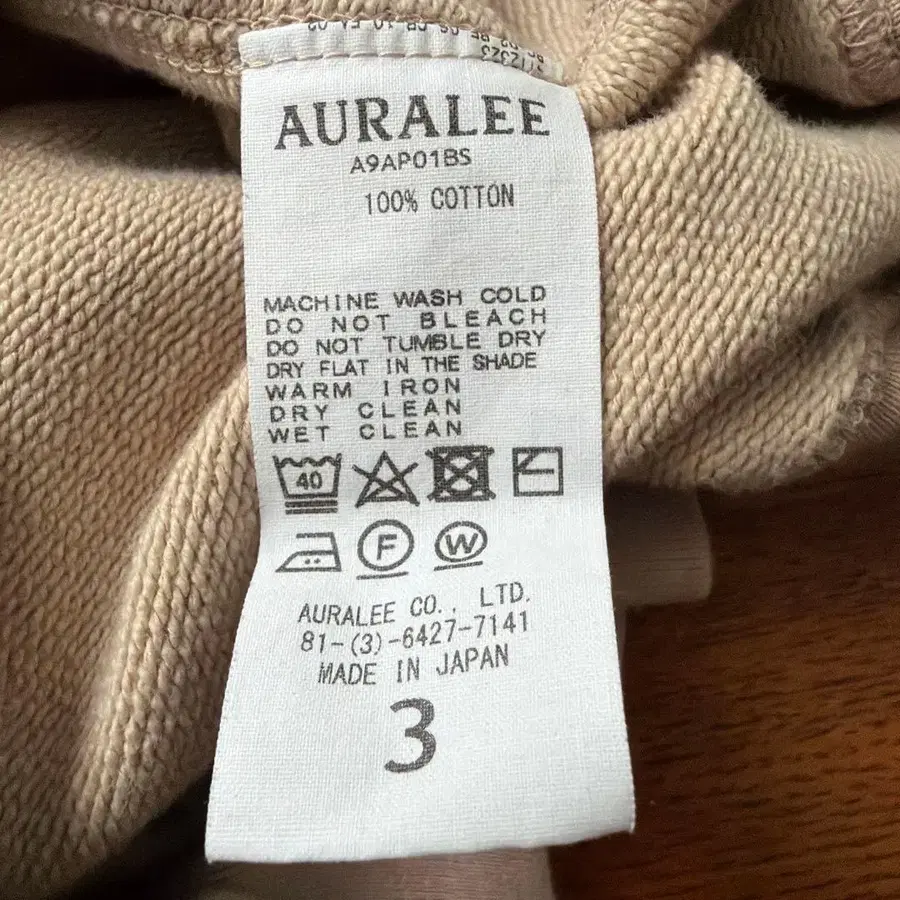 AURALEE
A9AP01BS
100% COTTON
MACHINE WASH COLD
DO NOT BLEACH
DO NOT TUMBLE DRY
DRY FLAT IN THE SHADE
WARM IRON
DRY CLEAN
WET CLEAN
40
F W
AURALEE CO., LTD.
81-(3)-6427-7141
MADE IN JAPAN
3